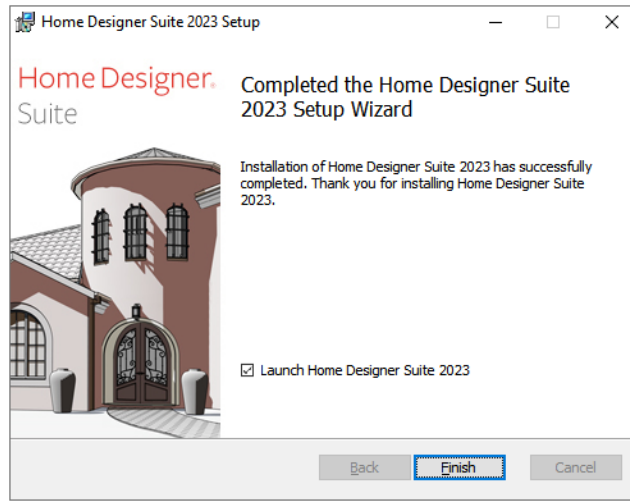 Home Designer Suite 2023 Setup
Home Designer®
Suite
Completed the Home Designer Suite
2023 Setup Wizard
Installation of Home Designer Suite 2023 has successfully
completed. Thank you for installing Home Designer Suite
2023.
Launch Home Designer Suite 2023
Back
Finish
Cancel